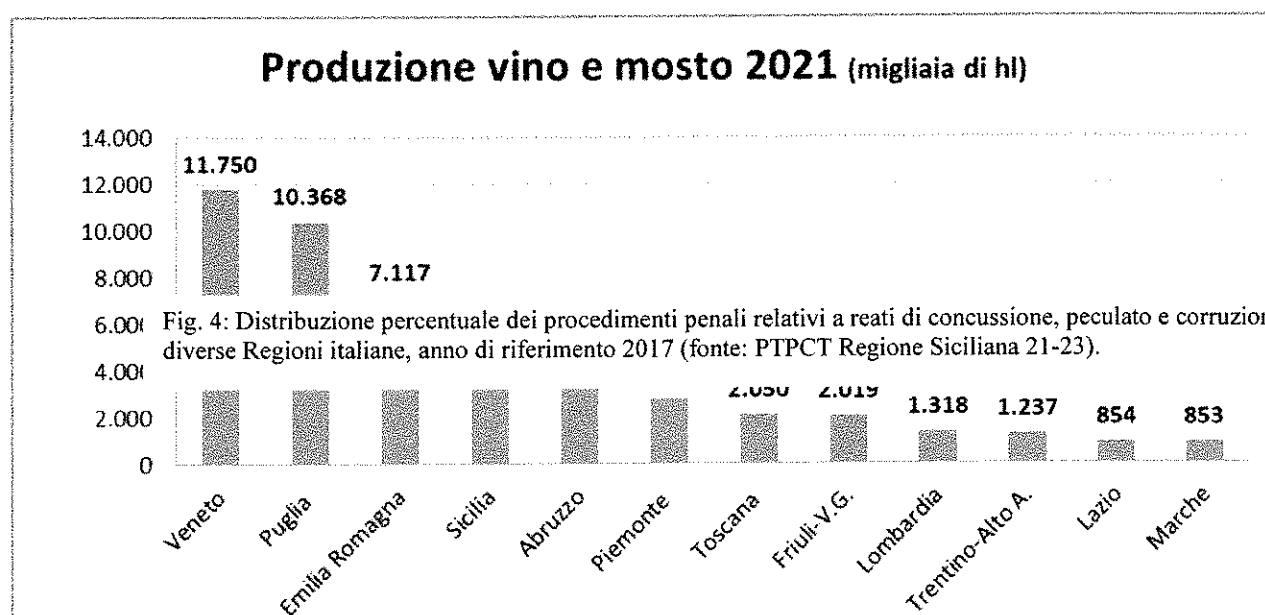 Produzione vino e mosto 2021 (migliaia di hl)
14.000
11.750
12.000
10.368
10.000
7.117
8.000
Fig. 4: Distribuzione percentuale dei procedimenti penali relativi a reati di concussione, peculato e
diverse Regioni italiane, anno di riferimento 2017 (fonte: PTPCT Regione Siciliana 21-23).
2.019
1.318
1.237
854
853
2.000
0
Veneto
Puglia
Emilia Romagna
Sicilia
Abruzzo
Piemonte
Toscana
Friuli-V.G.
Lombardia
Trentino-Alto A.
Lazio
Marche